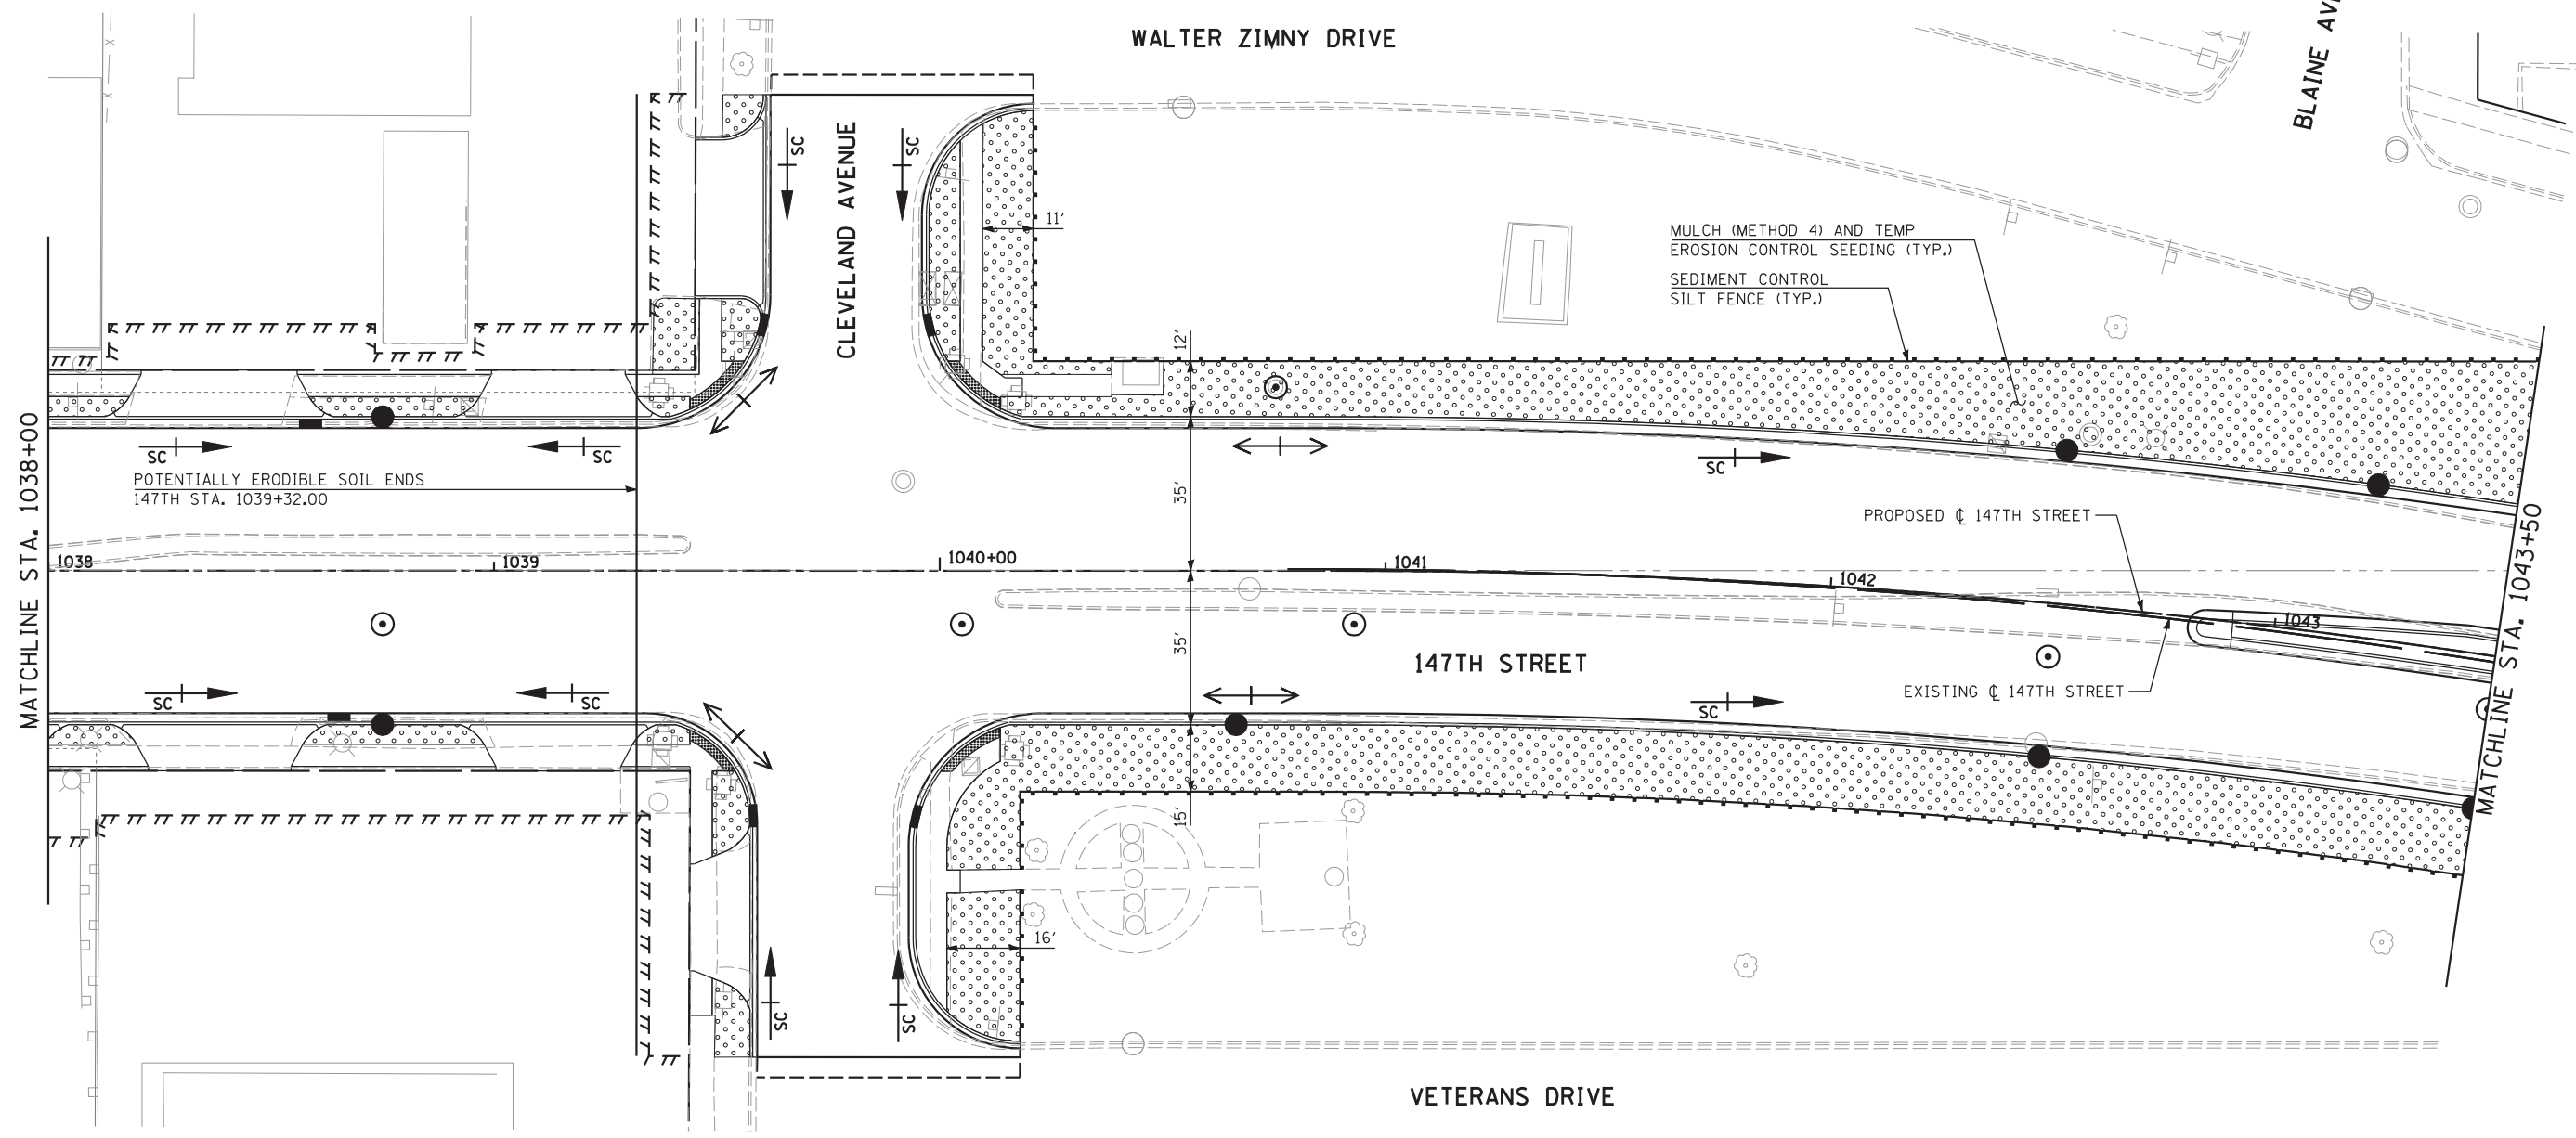 WALTER ZIMNY DRIVE
BLAINE
CLEVELAND AVENUE
SC
SC
11'
MULCH (METHOD 4) AND TEMP
EROSION CONTROL SEEDING (TYP.)
SEDIMENT CONTROL
SILT FENCE (TYP.)
12'
MATCHLINE STA. 1038+00
SC
SC
SC
POTENTIALLY ERODIBLE SOIL ENDS
147TH STA. 1039+32.00
35'
PROPOSED ℄ 147TH STREET
1038
1039
1040+00
1041
1042
1043
MATCHLINE STA. 1043+50
35'
147TH STREET
EXISTING ℄ 147TH STREET
SC
SC
SC
15'
16'
SC
SC
VETERANS DRIVE